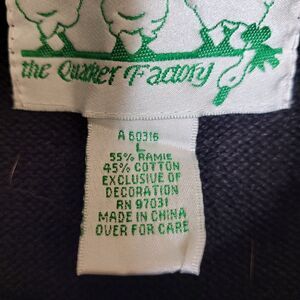 the Quaker Factory
A 60316
L
55% RAMIE
45% COTTON
EXCLUSIVE OF
DECORATION
RN 97031
MADE IN CHINA
OVER FOR CARE